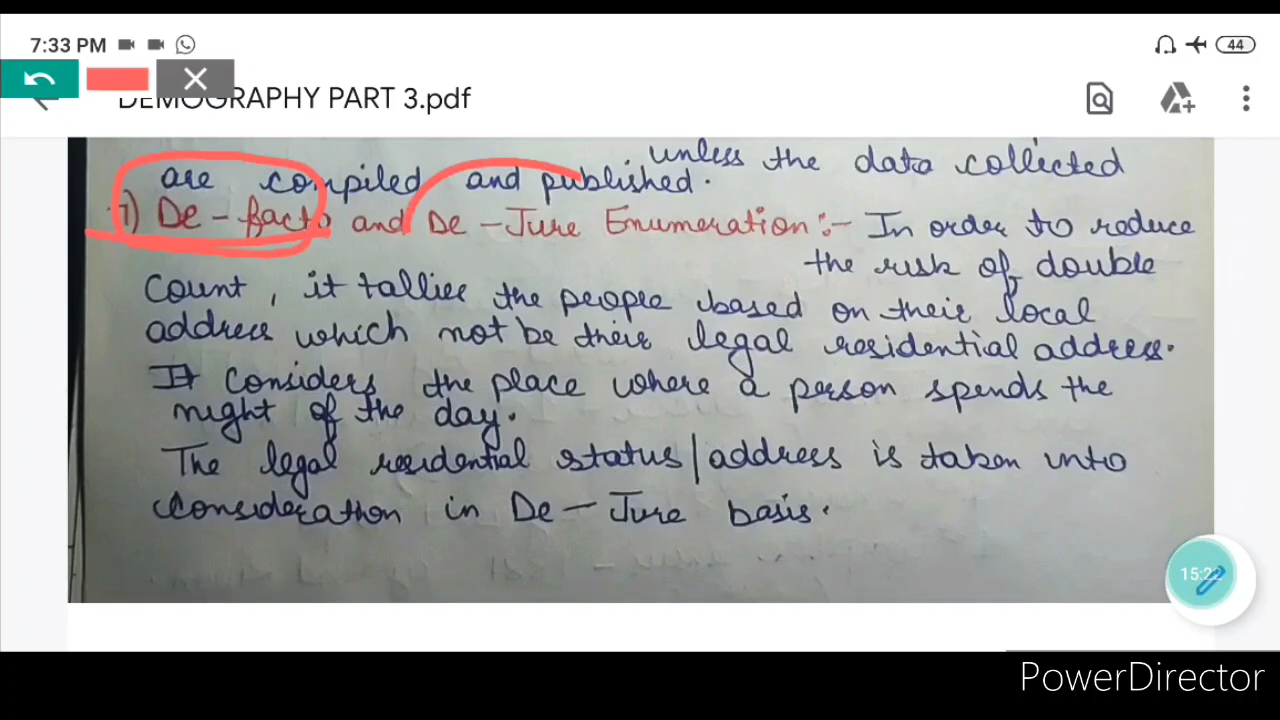 7:33 PM
44
DEMOGRAPHY PART 3.pdf
unless the data collected
are compiled and published.
7) De-facto and De-Jure Enumeration:- In order to reduce
the risk of double
count, it tallies the people based on their local
address which not be their legal residential address.
It considers the place where a person spends the
night of the day.
The legal residential status/address is taken into
consideration in De-Jure basis.
15:22
PowerDirector